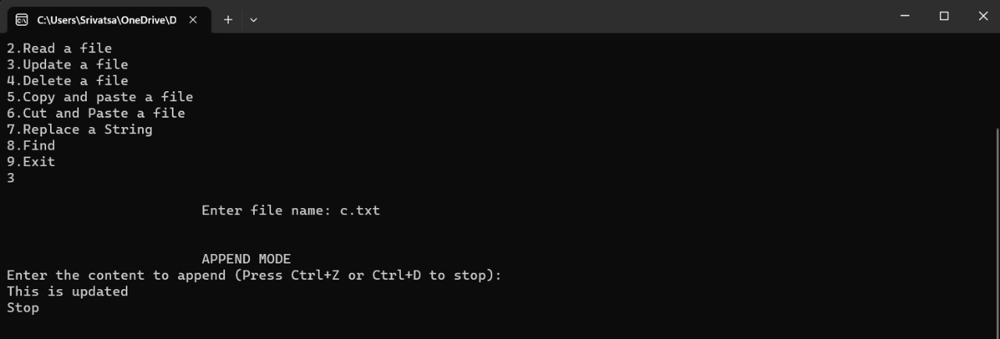 C:\Users\Srivatsa\OneDrive\D
2.Read a file
3.Update a file
4.Delete a file
5.Copy and paste a file
6.Cut and Paste a file
7.Replace a String
8.Find
9.Exit
3
Enter file name: c.txt
APPEND MODE
Enter the content to append (Press Ctrl+Z or Ctrl+D to stop):
This is updated
Stop